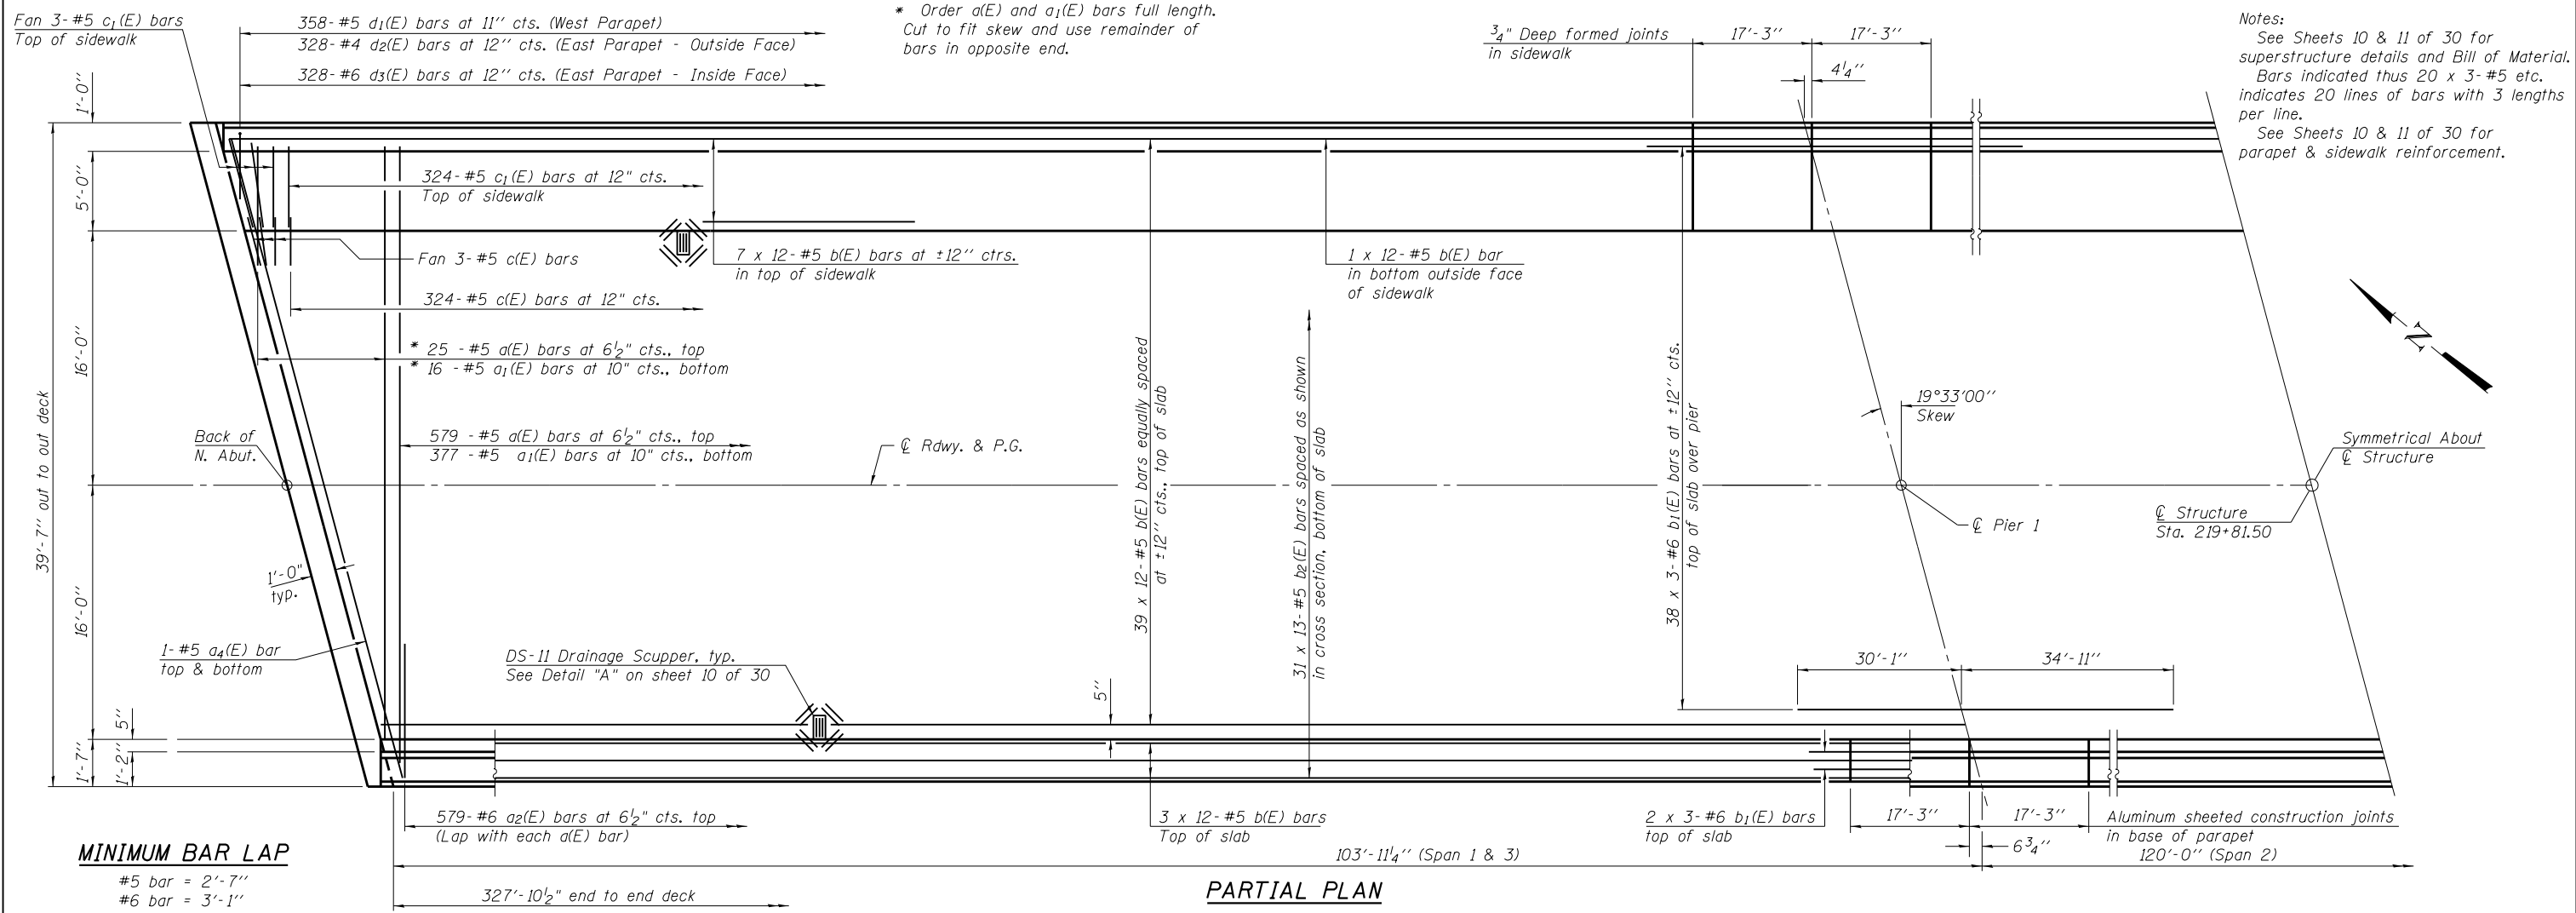 Fan 3-#5 c1(E) bars
Top of sidewalk
358-#5 d1(E) bars at 11'' cts. (West Parapet)
328-#4 d2(E) bars at 12'' cts. (East Parapet - Outside Face)
328-#6 d3(E) bars at 12'' cts. (East Parapet - Inside Face)
* Order a(E) and a1(E) bars full length.
Cut to fit skew and use remainder of
bars in opposite end.
3/4" Deep formed joints
in sidewalk
17'-3''
17'-3''
4 1/4''
Notes:
See Sheets 10 & 11 of 30 for
superstructure details and Bill of Material.
Bars indicated thus 20 x 3-#5 etc.
indicates 20 lines of bars with 3 lengths
per line.
See Sheets 10 & 11 of 30 for
parapet & sidewalk reinforcement.
1'-0''
5'-0''
16'-0''
16'-0''
39'-7'' out to out deck
324-#5 c1(E) bars at 12" cts.
Top of sidewalk
Fan 3-#5 c(E) bars
7 x 12-#5 b(E) bars at ±12'' ctrs.
in top of sidewalk
1 x 12-#5 b(E) bar
in bottom outside face
of sidewalk
324-#5 c(E) bars at 12" cts.
* 25 -#5 a(E) bars at 6 1/2" cts., top
* 16 -#5 a1(E) bars at 10" cts., bottom
Back of
N. Abut.
579 -#5 a(E) bars at 6 1/2" cts., top
377 -#5 a1(E) bars at 10" cts., bottom
℄ Rdwy. & P.G.
39 x 12-#5 b(E) bars equally spaced
at ±12'' cts., top of slab
31 x 13-#5 b2(E) bars spaced as shown
in cross section, bottom of slab
38 x 3-#6 b1(E) bars at ±12'' cts.
top of slab over pier
19°33'00''
Skew
N
Symmetrical About
℄ Structure
℄ Pier 1
℄ Structure
Sta. 219+81.50
1'-0"
typ.
1-#5 a4(E) bar
top & bottom
DS-11 Drainage Scupper, typ.
See Detail "A" on sheet 10 of 30
5''
30'-1''
34'-11''
5''
1'-7''
1'-2''
579-#6 a2(E) bars at 6 1/2" cts. top
(Lap with each a(E) bar)
3 x 12-#5 b(E) bars
Top of slab
2 x 3-#6 b1(E) bars
top of slab
17'-3''
17'-3''
Aluminum sheeted construction joints
in base of parapet
6 3/4''
103'-11 1/4'' (Span 1 & 3)
120'-0'' (Span 2)
MINIMUM BAR LAP
#5 bar = 2'-7''
#6 bar = 3'-1''
327'-10 1/2" end to end deck
PARTIAL PLAN